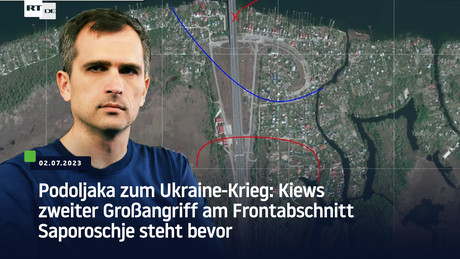 RT
DE
02.07.2023
Podoljaka zum Ukraine-Krieg: Kiews
zweiter Großangriff am Frontabschnitt
Saporoschje steht bevor